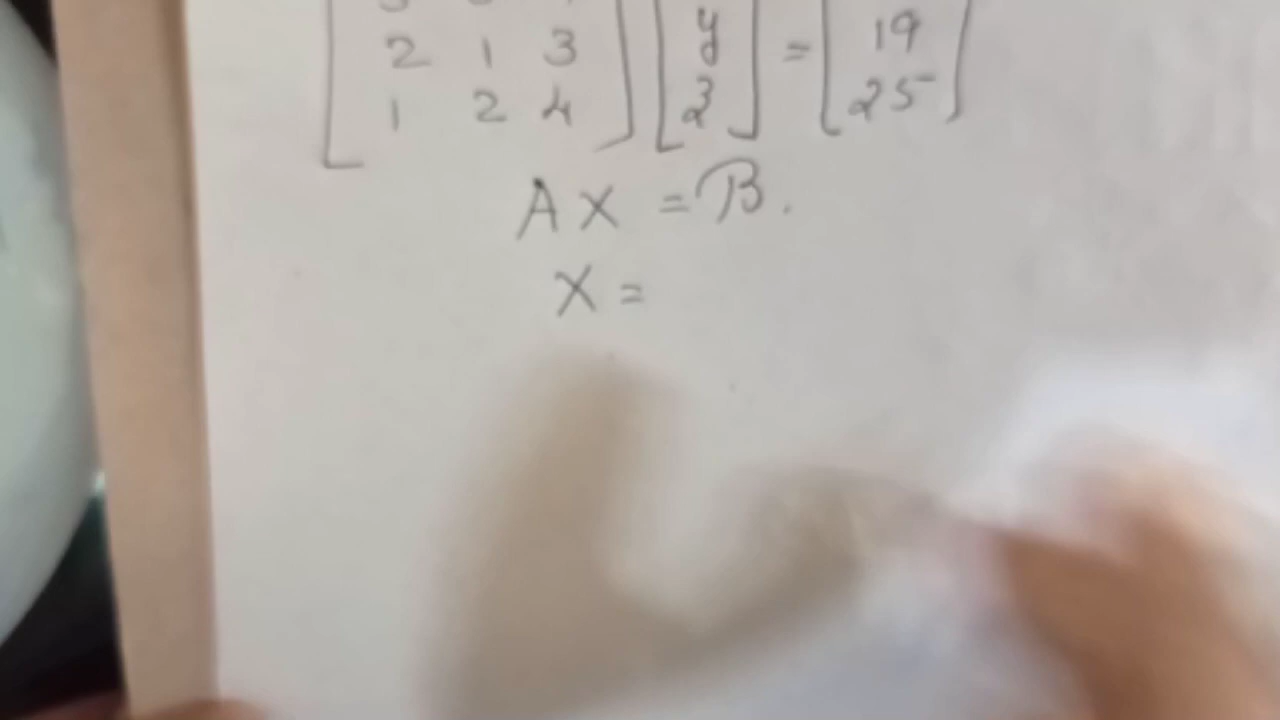 2 1 3 y = 19
1 2 4 z 25
AX = B.
X =